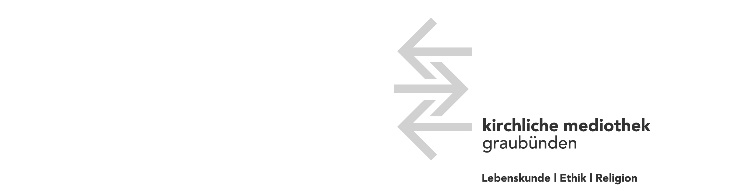 kirchliche mediothek
graubünden
Lebenskunde | Ethik | Religion